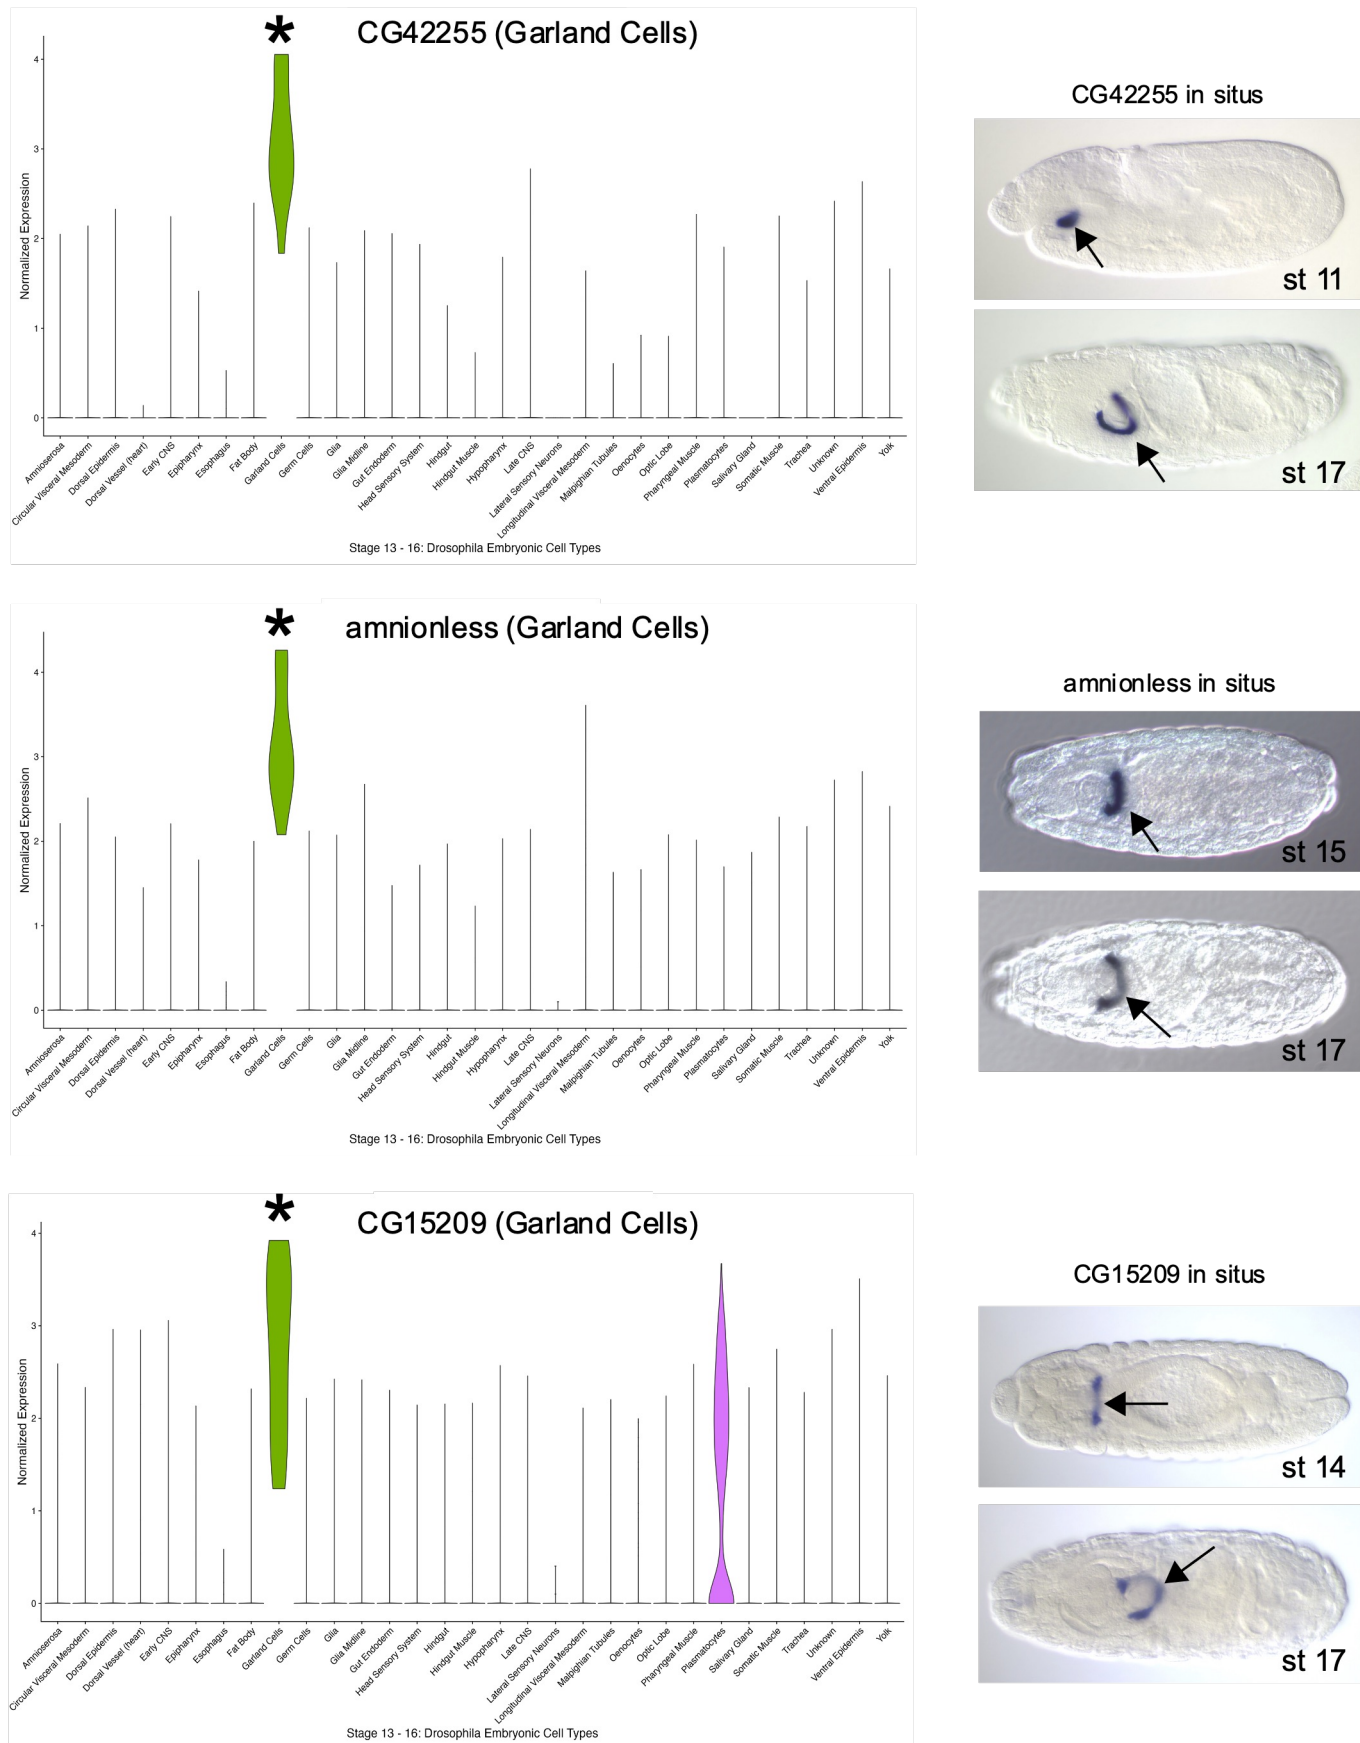 * CG42255 (Garland Cells)
4
3
2
1
0
Normalized Expression
Amnioserosa
Circular Visceral Mesoderm
Dorsal Epidermis
Dorsal Vessel (heart)
Early CNS
Epipharynx
Esophagus
Fat Body
Garland Cells
Germ Cells
Glia
Glia Midline
Gut Endoderm
Head Sensory System
Hindgut
Hindgut Muscle
Hypopharynx
Late CNS
Lateral Sensory Neurons
Longitudinal Visceral Mesoderm
Malpighian Tubules
Oenocytes
Optic Lobe
Pharyngeal Muscle
Plasmatocytes
Salivary Gland
Somatic Muscle
Trachea
Unknown
Ventral Epidermis
Yolk
Stage 13 - 16: Drosophila Embryonic Cell Types
CG42255 in situs
st 11
st 17
* amnionless (Garland Cells)
4
3
2
1
0
Normalized Expression
Amnioserosa
Circular Visceral Mesoderm
Dorsal Epidermis
Dorsal Vessel (heart)
Early CNS
Epipharynx
Esophagus
Fat Body
Garland Cells
Germ Cells
Glia
Glia Midline
Gut Endoderm
Head Sensory System
Hindgut
Hindgut Muscle
Hypopharynx
Late CNS
Lateral Sensory Neurons
Longitudinal Visceral Mesoderm
Malpighian Tubules
Oenocytes
Optic Lobe
Pharyngeal Muscle
Plasmatocytes
Salivary Gland
Somatic Muscle
Trachea
Unknown
Ventral Epidermis
Yolk
Stage 13 - 16: Drosophila Embryonic Cell Types
amnionless in situs
st 15
st 17
* CG15209 (Garland Cells)
4
3
2
1
0
Normalized Expression
Amnioserosa
Circular Visceral Mesoderm
Dorsal Epidermis
Dorsal Vessel (heart)
Early CNS
Epipharynx
Esophagus
Fat Body
Garland Cells
Germ Cells
Glia
Glia Midline
Gut Endoderm
Head Sensory System
Hindgut
Hindgut Muscle
Hypopharynx
Late CNS
Lateral Sensory Neurons
Longitudinal Visceral Mesoderm
Malpighian Tubules
Oenocytes
Optic Lobe
Pharyngeal Muscle
Plasmatocytes
Salivary Gland
Somatic Muscle
Trachea
Unknown
Ventral Epidermis
Yolk
Stage 13 - 16: Drosophila Embryonic Cell Types
CG15209 in situs
st 14
st 17